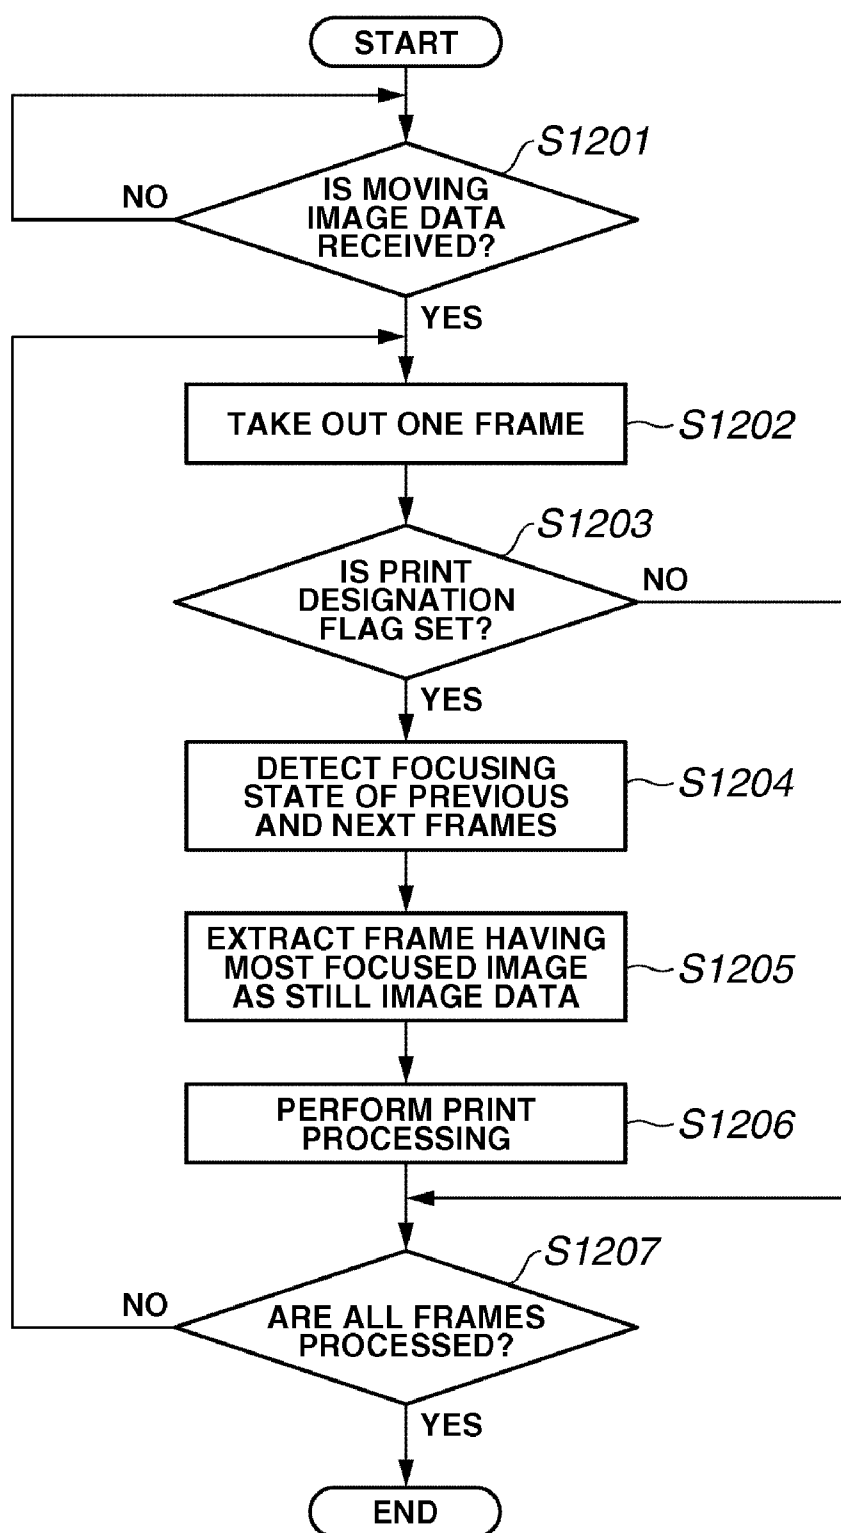 START
S1201
IS MOVING
IMAGE DATA
RECEIVED?
NO
YES
TAKE OUT ONE FRAME
S1202
S1203
IS PRINT
DESIGNATION
FLAG SET?
NO
YES
DETECT FOCUSING
STATE OF PREVIOUS
AND NEXT FRAMES
S1204
EXTRACT FRAME HAVING
MOST FOCUSED IMAGE
AS STILL IMAGE DATA
S1205
PERFORM PRINT
PROCESSING
S1206
S1207
ARE ALL FRAMES
PROCESSED?
NO
YES
END